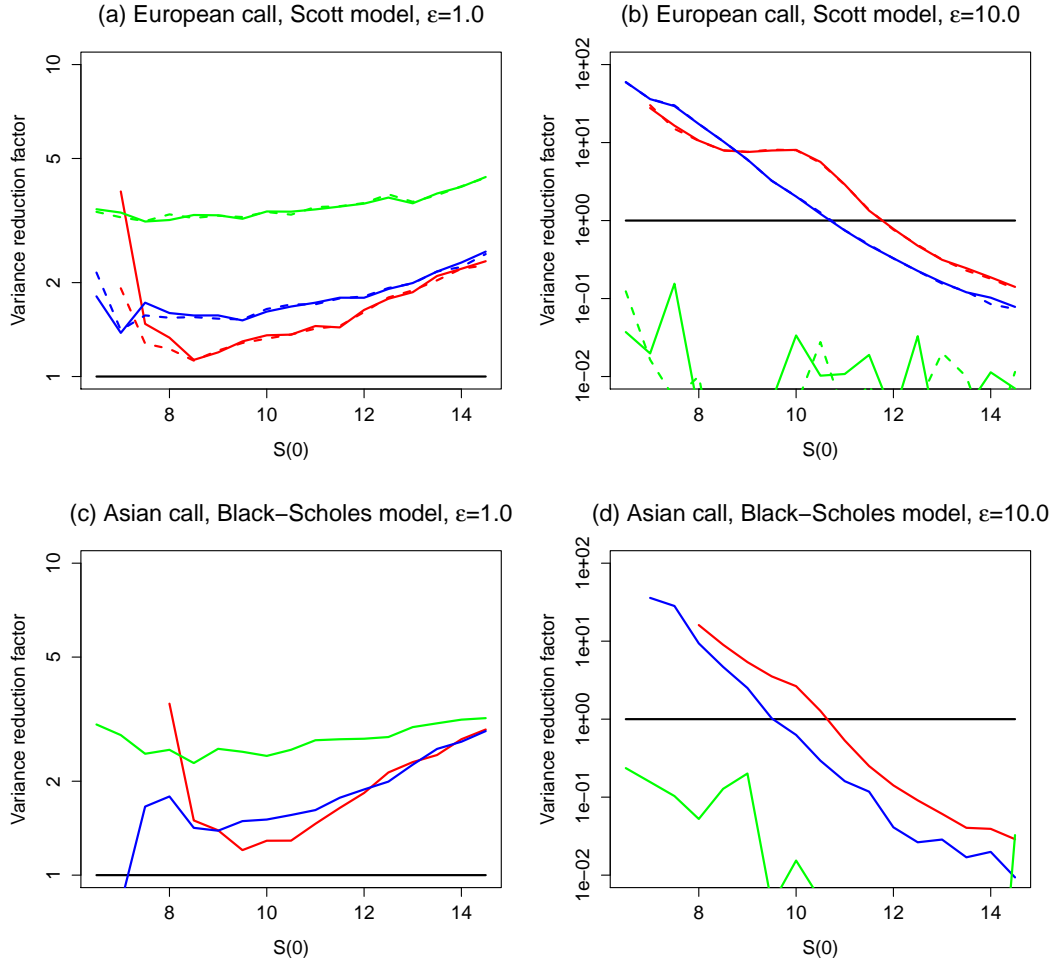 (a) European call, Scott model, ε=1.0
Variance reduction factor
10
5
2
1
8 10 12 14
S(0)
(b) European call, Scott model, ε=10.0
Variance reduction factor
1e+02
1e+01
1e+00
1e−01
1e−02
8 10 12 14
S(0)
(c) Asian call, Black−Scholes model, ε=1.0
Variance reduction factor
10
5
2
1
8 10 12 14
S(0)
(d) Asian call, Black−Scholes model, ε=10.0
Variance reduction factor
1e+02
1e+01
1e+00
1e−01
1e−02
8 10 12 14
S(0)